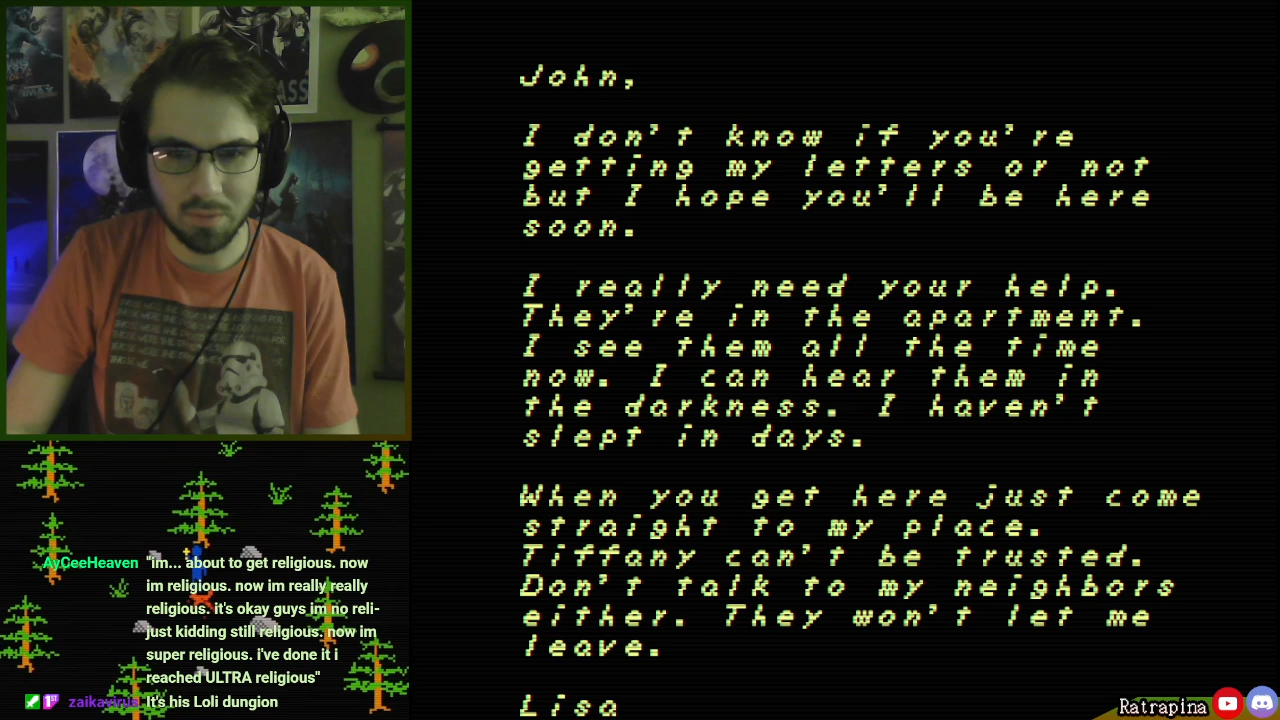 John,
I don't know if you're
getting my letters or not
but I hope you'll be here
soon.
I really need your help.
They're in the apartment.
I see them all the time
now. I can hear them in
the darkness. I haven't
slept in days.
When you get here just come
straight to my place.
Tiffany can't be trusted.
Don't talk to my neighbors
either. They won't let me
leave.
Lisa
AyCeeHeaven "im... about to get religious. now
im religious. now im really really
religious. it's okay guys im no reli-
just kidding still religious. now im
super religious. i've done it i
reached ULTRA religious"
zaikavirus It's his Loli dungion
Ratrapina